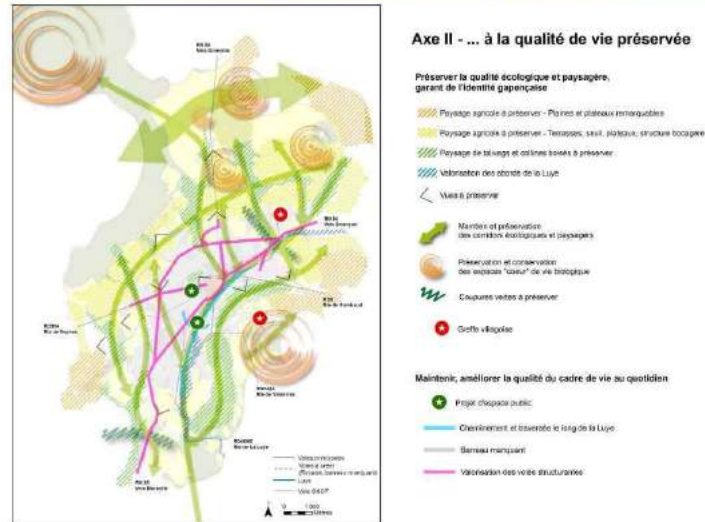 Axe II - ... à la qualité de vie préservée
Préserver la qualité écologique et paysagère,
garant de l'identité gapençaise
Paysage agricole à préserver - Plaines et plateaux remarquables
Paysage agricole à préserver - Terrasses, seuil, plateaux, structure bocagère
Paysage de talwegs et collines boisés à préserver
Valorisation des abords de la Luye
Vues à préserver
Maintien et préservation
des corridors écologiques et paysagers
Préservation et conservation
des espaces "coeur" de vie biologique
Coupures vertes à préserver
Greffe villageoise
Maintenir, améliorer la qualité du cadre de vie au quotidien
Projet d'espace public
Cheminement et traversée le long de la Luye
Barreau manquant
Valorisation des voies structurantes
Voies à créer
Luye